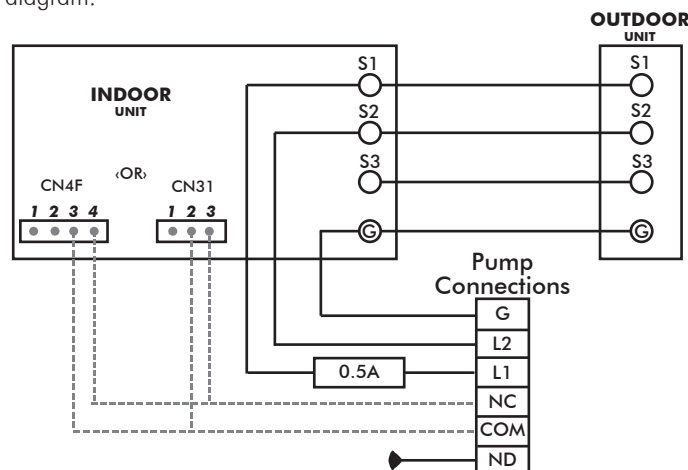 diagram.
OUTDOOR
UNIT
INDOOR
UNIT
S1
S1
S2
S2
S3
S3
G
G
‹OR›
CN4F
CN31
1 2 3 4
1 2 3
Pump
Connections
G
L2
0.5A
L1
NC
COM
ND